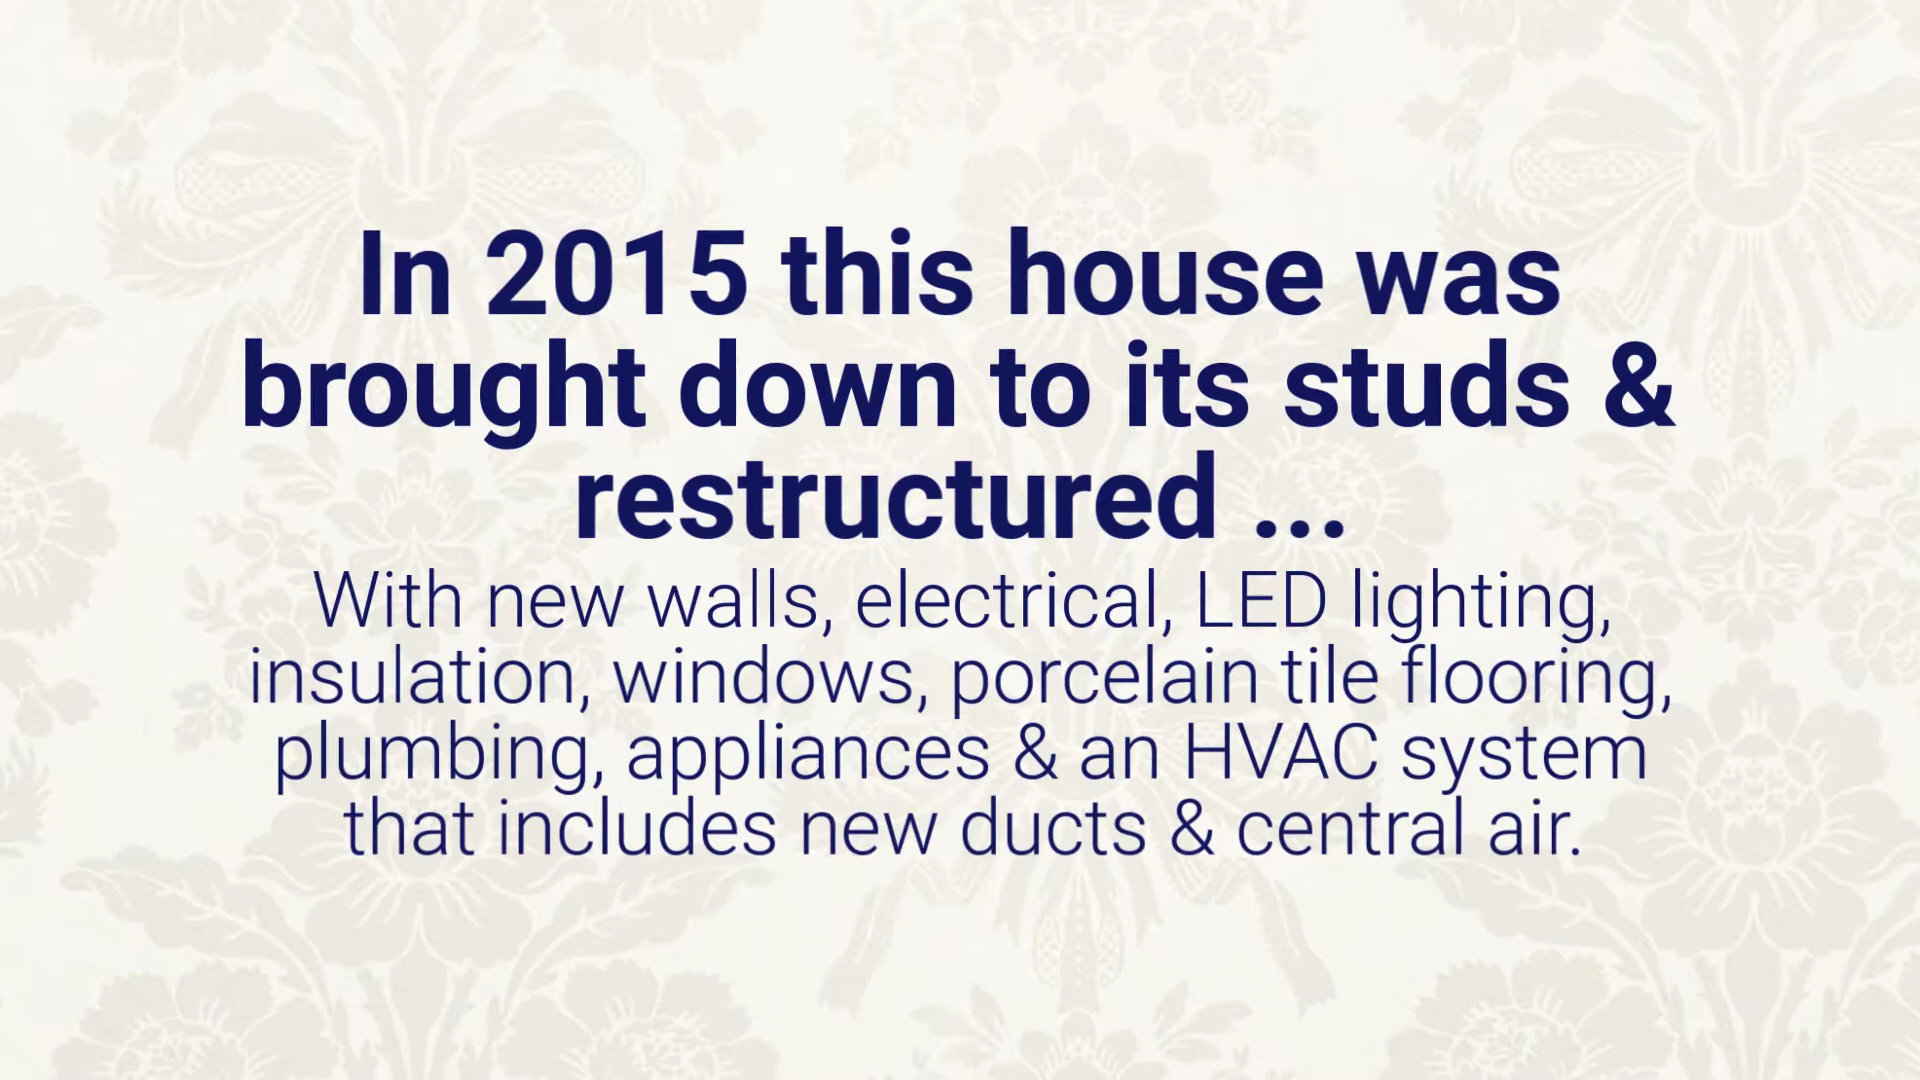 In 2015 this house was
brought down to its studs &
restructured ...
With new walls, electrical, LED lighting,
insulation, windows, porcelain tile flooring,
plumbing, appliances & an HVAC system
that includes new ducts & central air.